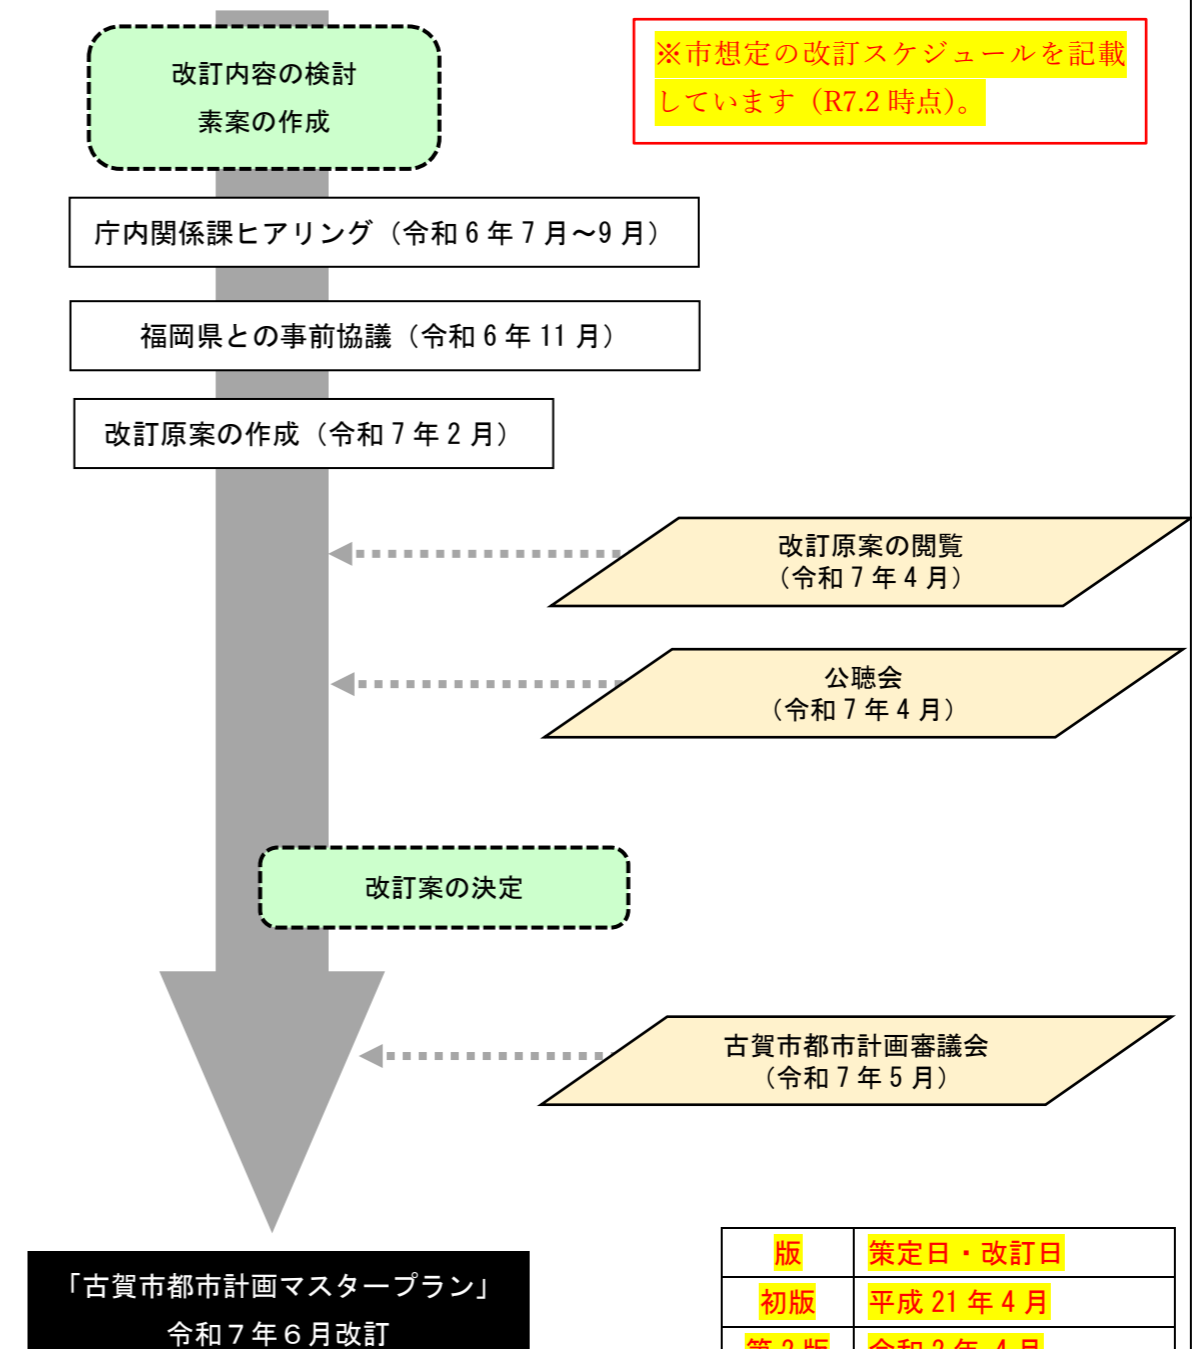 改訂内容の検討
素案の作成
※市想定の改訂スケジュールを記載
しています（R7.2 時点）。
庁内関係課ヒアリング（令和 6 年 7 月～9 月）
福岡県との事前協議（令和 6 年 11 月）
改訂原案の作成（令和 7 年 2 月）
改訂原案の閲覧
（令和 7 年 4 月）
公聴会
（令和 7 年 4 月）
改訂案の決定
古賀市都市計画審議会
（令和 7 年 5 月）
「古賀市都市計画マスタープラン」
令和７年６月改訂
版 策定日・改訂日
初版 平成 21 年 4 月